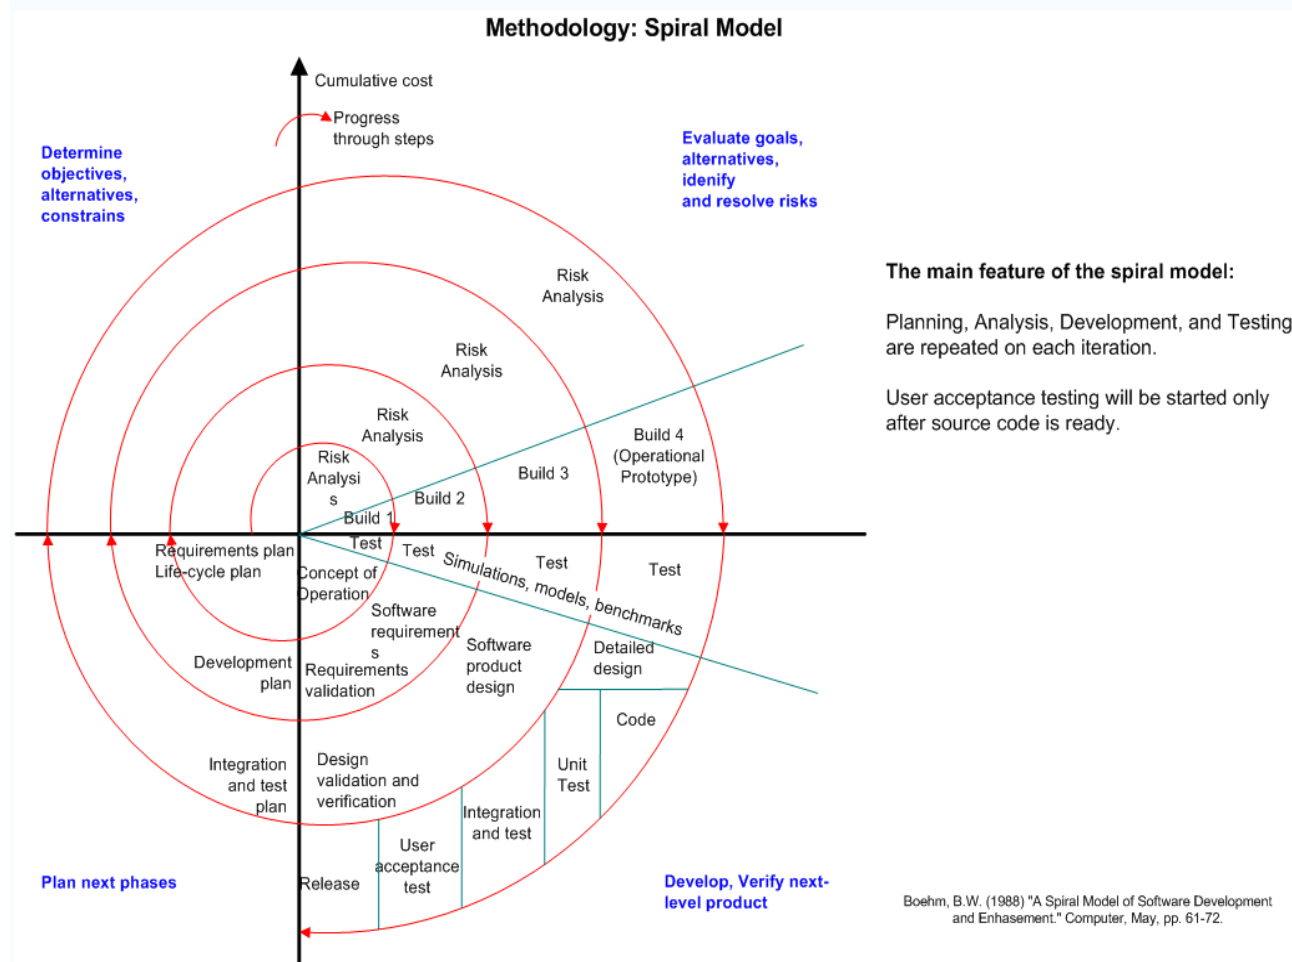 Methodology: Spiral Model
Cumulative cost
Progress
through steps
Determine
objectives,
alternatives,
constrains
Evaluate goals,
alternatives,
idenify
and resolve risks
The main feature of the spiral model:
Planning, Analysis, Development, and Testing
are repeated on each iteration.
User acceptance testing will be started only
after source code is ready.
Risk
Analysis
Risk
Analysis
Risk
Analysis
Risk
Analysi
s
Build 1
Build 2
Build 3
Build 4
(Operational
Prototype)
Test
Test
Test
Test
Simulations, models, benchmarks
Requirements plan
Life-cycle plan
Concept of
Operation
Software
requirement
s
Requirements
validation
Development
plan
Software
product
design
Detailed
design
Code
Unit
Test
Integration
and test
User
acceptance
test
Release
Design
validation and
verification
Integration
and test
plan
Plan next phases
Develop, Verify next-
level product
Boehm, B.W. (1988) "A Spiral Model of Software Development
and Enhasement." Computer, May, pp. 61-72.